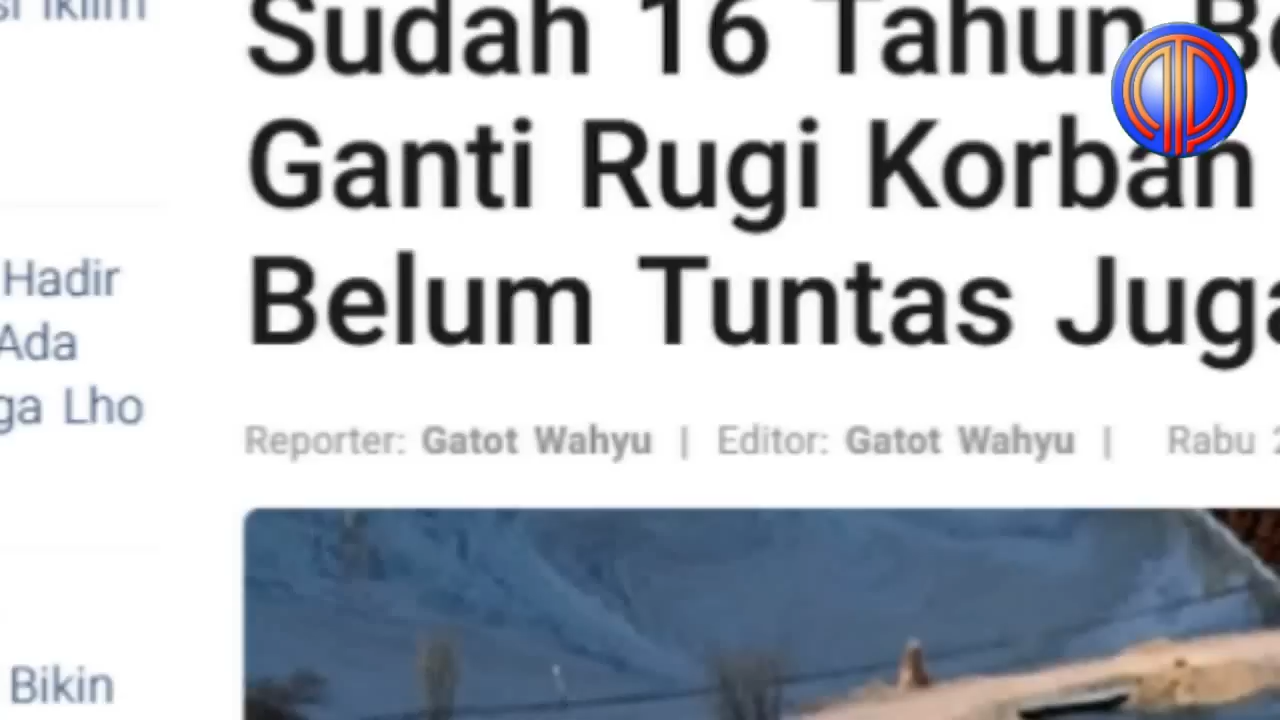 Sudah 16 Tahun
Ganti Rugi Korban
Belum Tuntas Juga
Reporter: Gatot Wahyu | Editor: Gatot Wahyu | Rabu
Hadir
Ada
Lho
Bikin